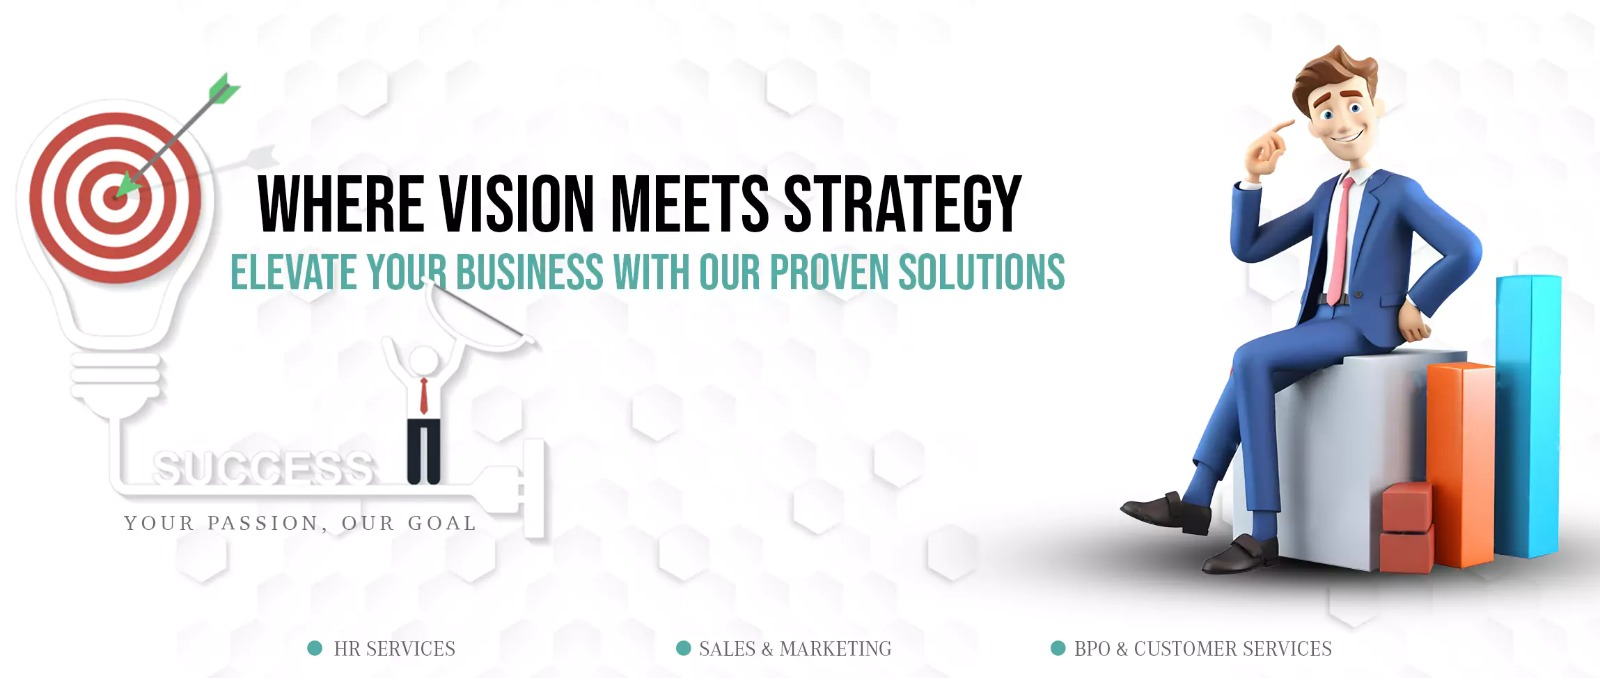 WHERE VISION MEETS STRATEGY
ELEVATE YOUR BUSINESS WITH OUR PROVEN SOLUTIONS
SUCCESS
YOUR PASSION, OUR GOAL
HR SERVICES
SALES & MARKETING
BPO & CUSTOMER SERVICES